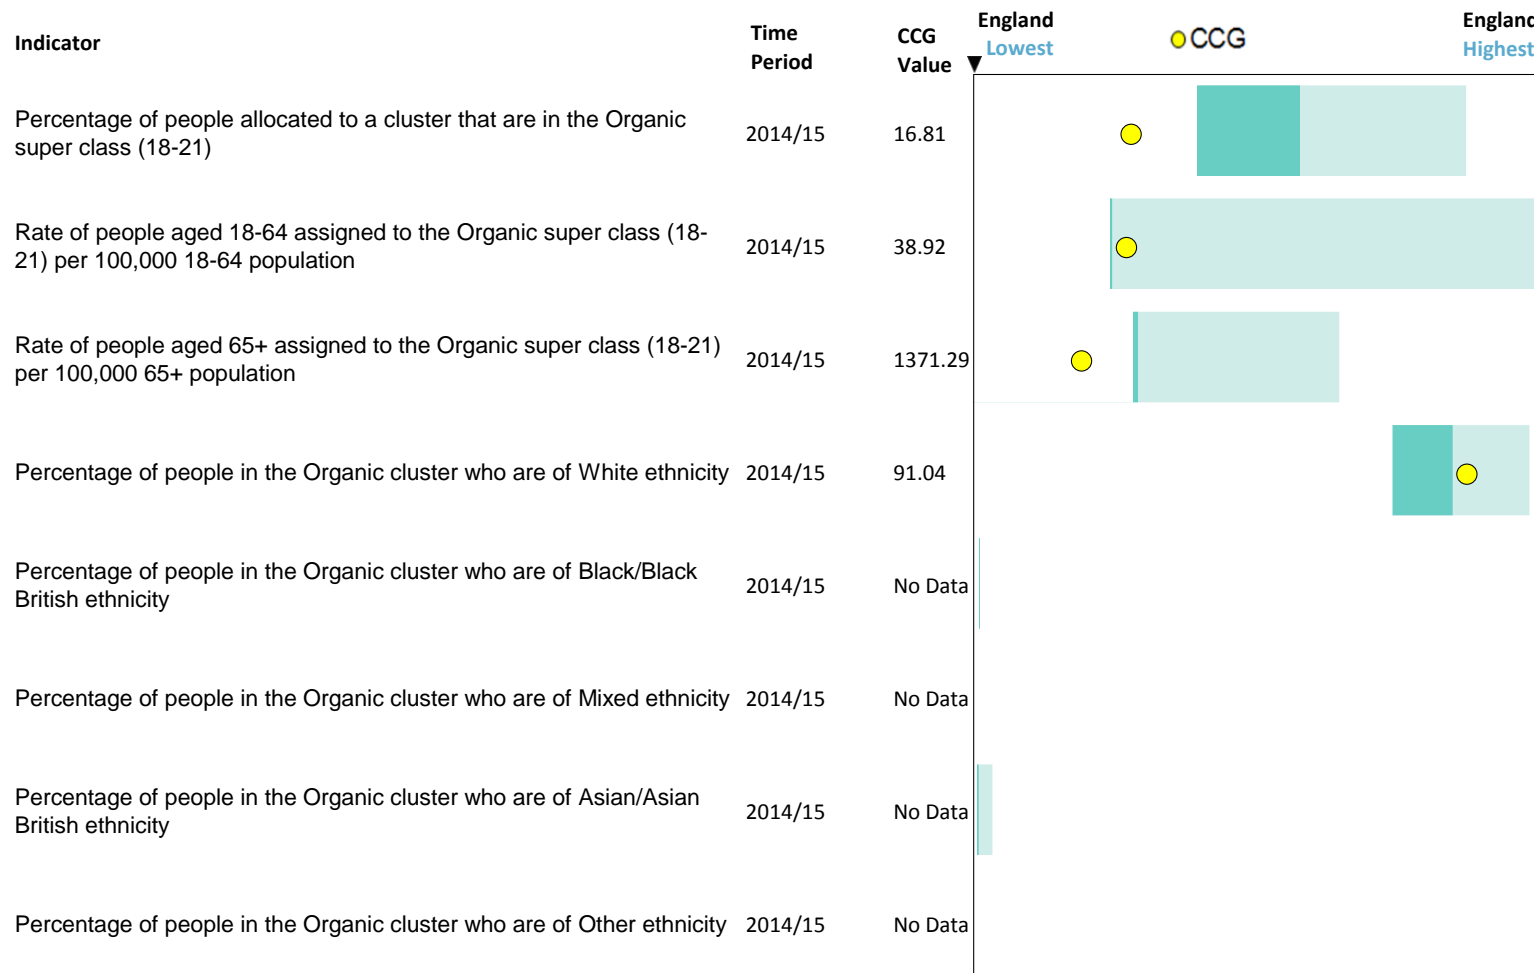 Indicator
Time Period
CCG Value
England Lowest
CCG
England Highest
Percentage of people allocated to a cluster that are in the Organic
super class (18-21)
2014/15
16.81
Rate of people aged 18-64 assigned to the Organic super class (18-
21) per 100,000 18-64 population
2014/15
38.92
Rate of people aged 65+ assigned to the Organic super class (18-21)
per 100,000 65+ population
2014/15
1371.29
Percentage of people in the Organic cluster who are of White ethnicity
2014/15
91.04
Percentage of people in the Organic cluster who are of Black/Black
British ethnicity
2014/15
No Data
Percentage of people in the Organic cluster who are of Mixed ethnicity
2014/15
No Data
Percentage of people in the Organic cluster who are of Asian/Asian
British ethnicity
2014/15
No Data
Percentage of people in the Organic cluster who are of Other ethnicity
2014/15
No Data